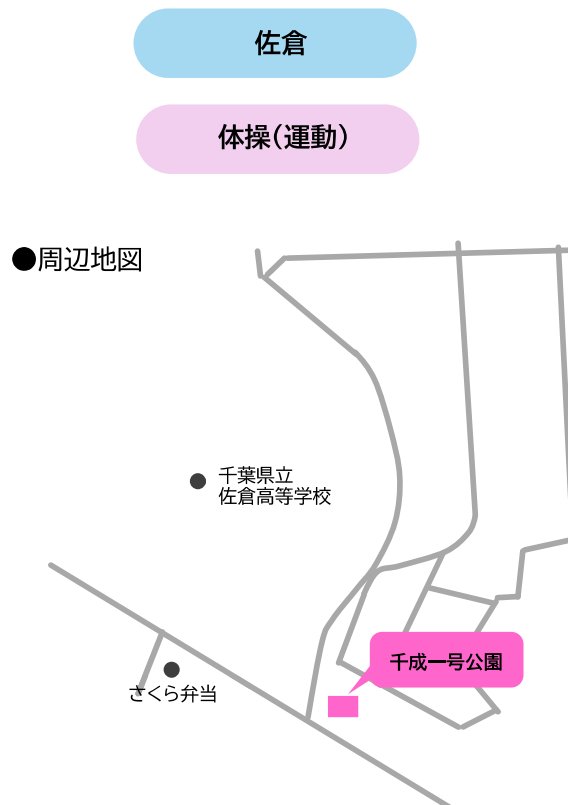 佐倉
体操(運動)
●周辺地図
千葉県立
佐倉高等学校
千成一号公園
さくら弁当